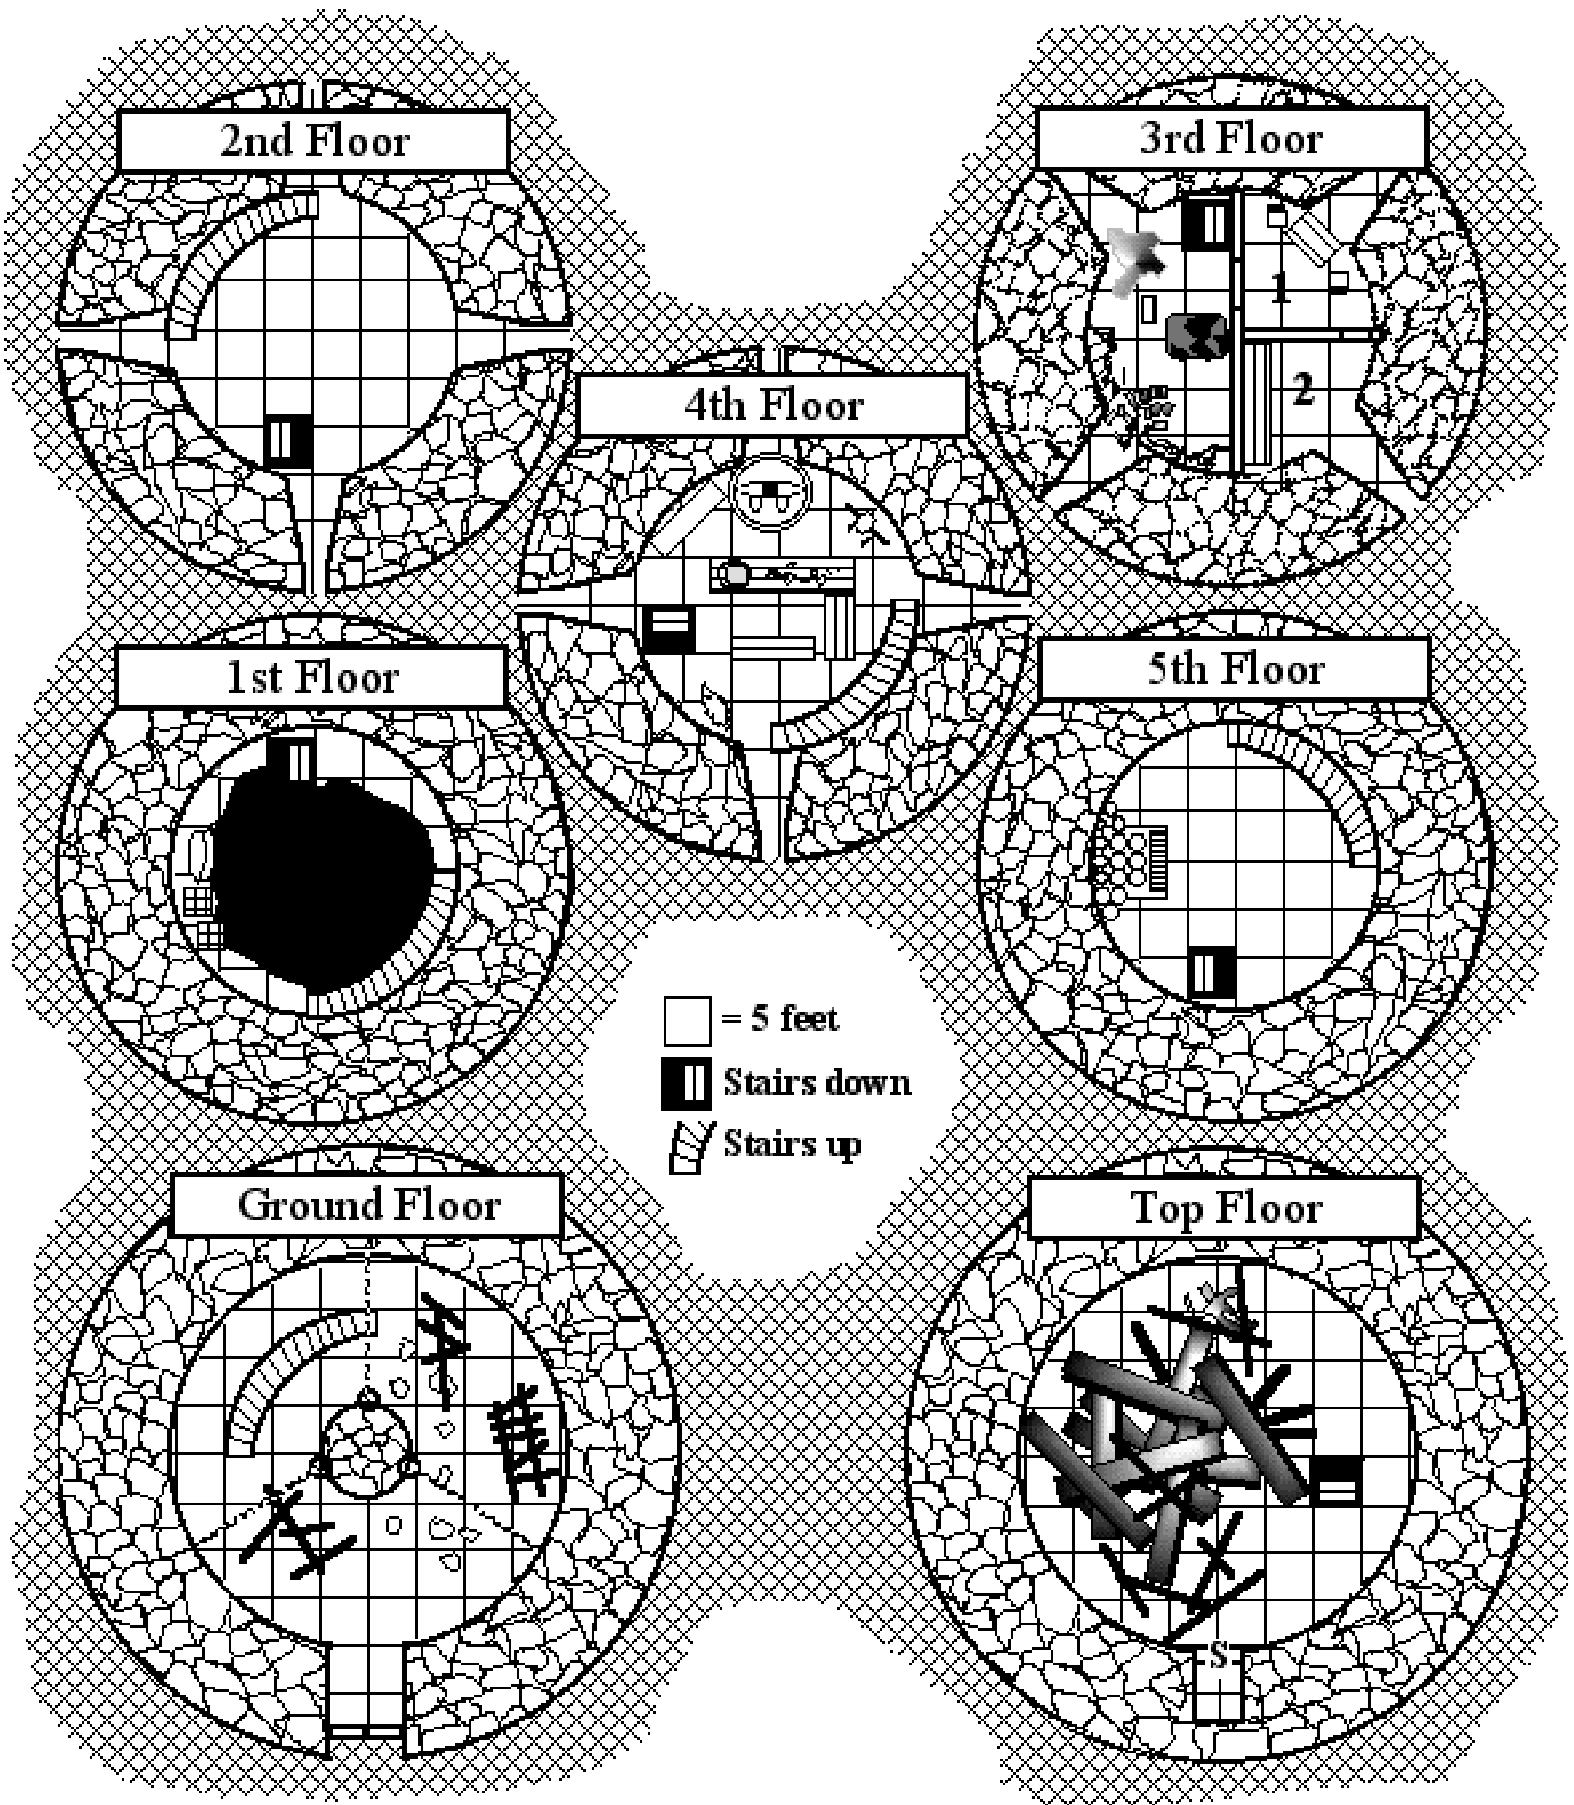 2nd Floor
3rd Floor
1
2
4th Floor
1st Floor
5th Floor
= 5 feet
Stairs down
Stairs up
Ground Floor
Top Floor
S